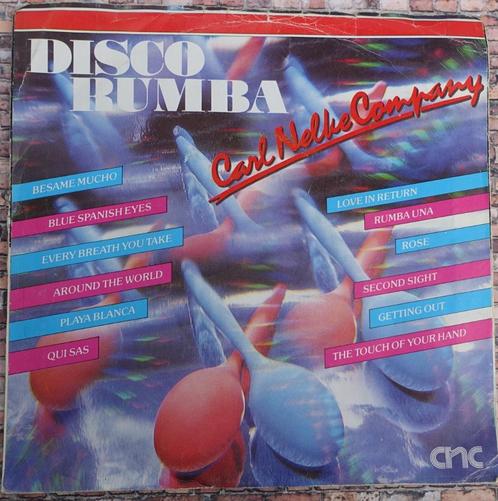 DISCO
RUMBA
Carl Nelke Company
BESAME MUCHO
BLUE SPANISH EYES
EVERY BREATH YOU TAKE
AROUND THE WORLD
PLAYA BLANCA
QUI SAS
LOVE IN RETURN
RUMBA UNA
ROSE
SECOND SIGHT
GETTING OUT
THE TOUCH OF YOUR HAND
cnc